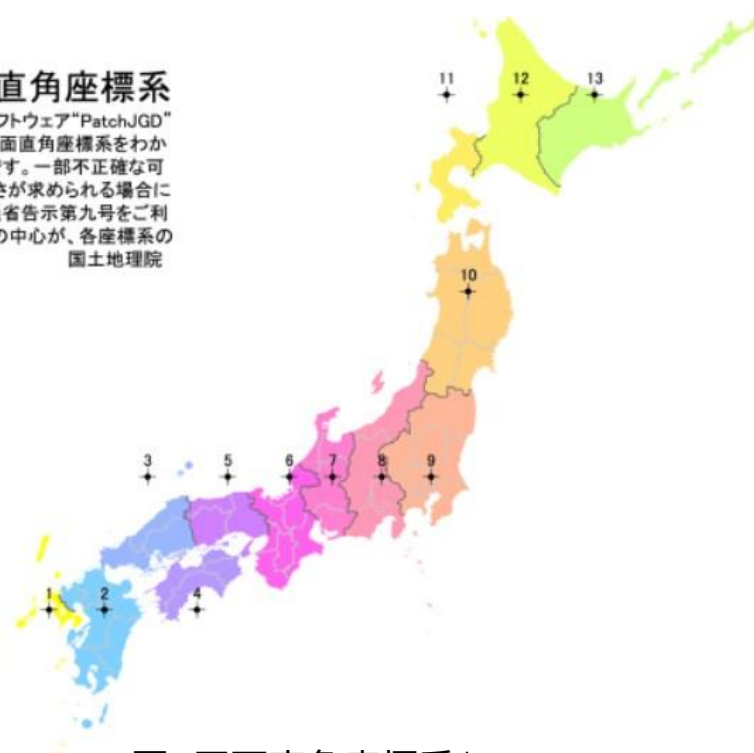 直角座標系
フトウェア“PatchJGD”
面直角座標系をわか
す。一部不正確な可
さが求められる場合に
省告示第九号をご利
の中心が、各座標系の
国土地理院
11
12
13
10
3
5
6
7
8
9
1
2
4